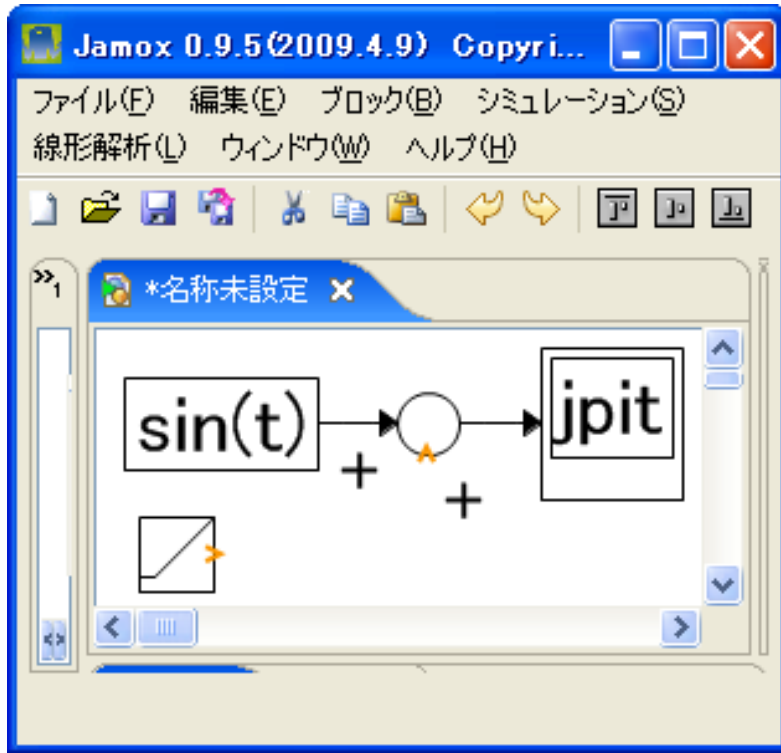 Jamox 0.9.5(2009.4.9) Copyri...
ファイル(F) 編集(E) ブロック(B) シミュレーション(S)
線形解析(L) ウィンドウ(W) ヘルプ(H)
»1
*名称未設定
sin(t)
+
+
jpit